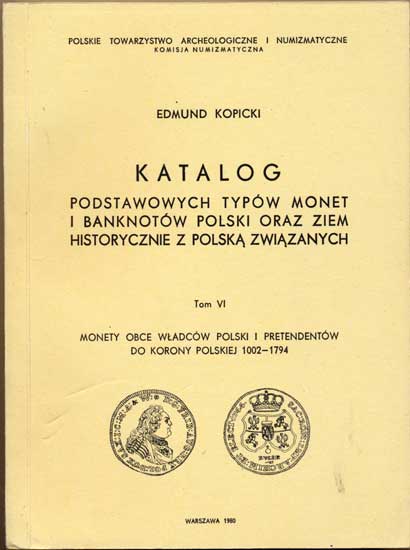 POLSKIE TOWARZYSTWO ARCHEOLOGICZNE I NUMIZMATYCZNE
KOMISJA NUMIZMATYCZNA
EDMUND KOPICKI
KATALOG
PODSTAWOWYCH TYPÓW MONET
I BANKNOTÓW POLSKI ORAZ ZIEM
HISTORYCZNIE Z POLSKĄ ZWIĄZANYCH
Tom VI
MONETY OBCE WŁADCÓW POLSKI I PRETENDENTÓW
DO KORONY POLSKIEJ 1002—1794
WARSZAWA 1980